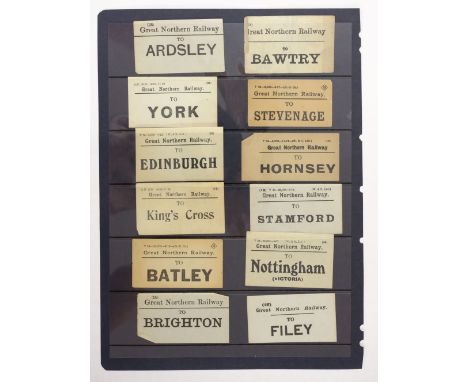 Great Northern Railway
TO
ARDSLEY
Great Northern Railway
to
BAWTRY
Great Northern Railway.
TO
YORK
Great Northern Railway.
TO
STEVENAGE
Great Northern Railway.
TO
EDINBURGH
Great Northern Railway.
TO
HORNSEY
Great Northern Railway.
TO
King's Cross
Great Northern Railway.
TO
STAMFORD
Great Northern Railway.
TO
BATLEY
Great Northern Railway.
TO
Nottingham
(VICTORIA)
Great Northern Railway
TO
BRIGHTON
Great Northern Railway.
TO
FILEY